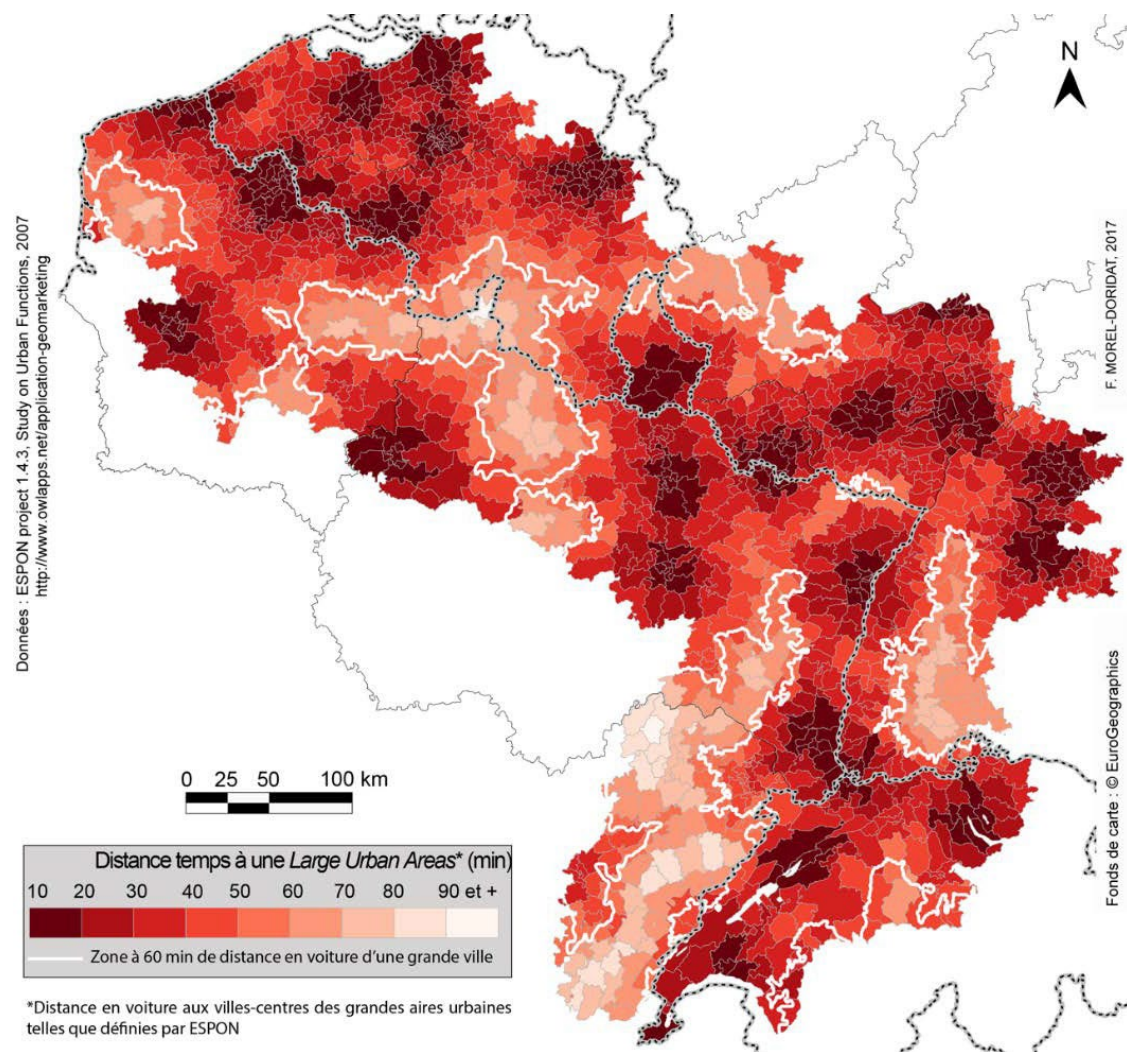 N
Données : ESPON project 1.4.3, Study on Urban Functions, 2007
http://www.owlapps.net/application-geomarketing
F. MOREL-DORIDAT, 2017
Fonds de carte : © EuroGeographics
0 25 50 100 km
Distance temps à une Large Urban Areas* (min)
10 20 30 40 50 60 70 80 90 et +
Zone à 60 min de distance en voiture d'une grande ville
*Distance en voiture aux villes-centres des grandes aires urbaines
telles que définies par ESPON